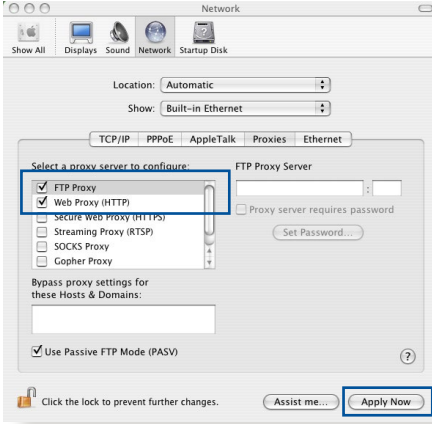 Network
Show All Displays Sound Network Startup Disk
Location: Automatic
Show: Built-in Ethernet
TCP/IP PPPoE AppleTalk Proxies Ethernet
Select a proxy server to configure: FTP Proxy Server
FTP Proxy
:
Web Proxy (HTTP)
Secure Web Proxy (HTTPS) Proxy server requires password
Streaming Proxy (RTSP)
Set Password...
SOCKS Proxy
Gopher Proxy
Bypass proxy settings for
these Hosts & Domains:
Use Passive FTP Mode (PASV)
?
Click the lock to prevent further changes. Assist me... Apply Now